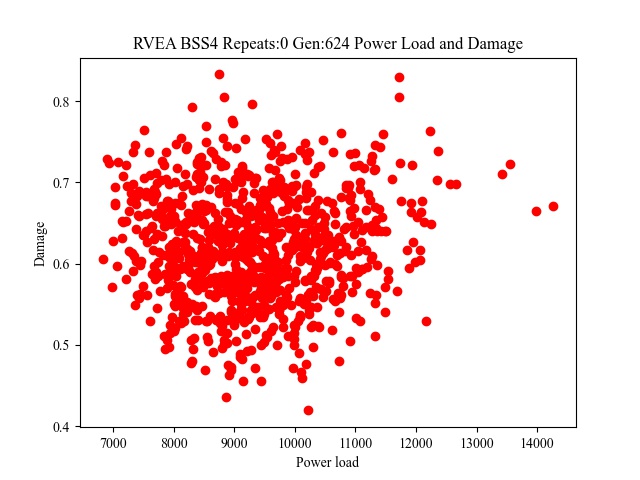 RVEA BSS4 Repeats:0 Gen:624 Power Load and Damage
0.8
0.7
0.6
0.5
0.4
Damage
7000 8000 9000 10000 11000 12000 13000 14000
Power load